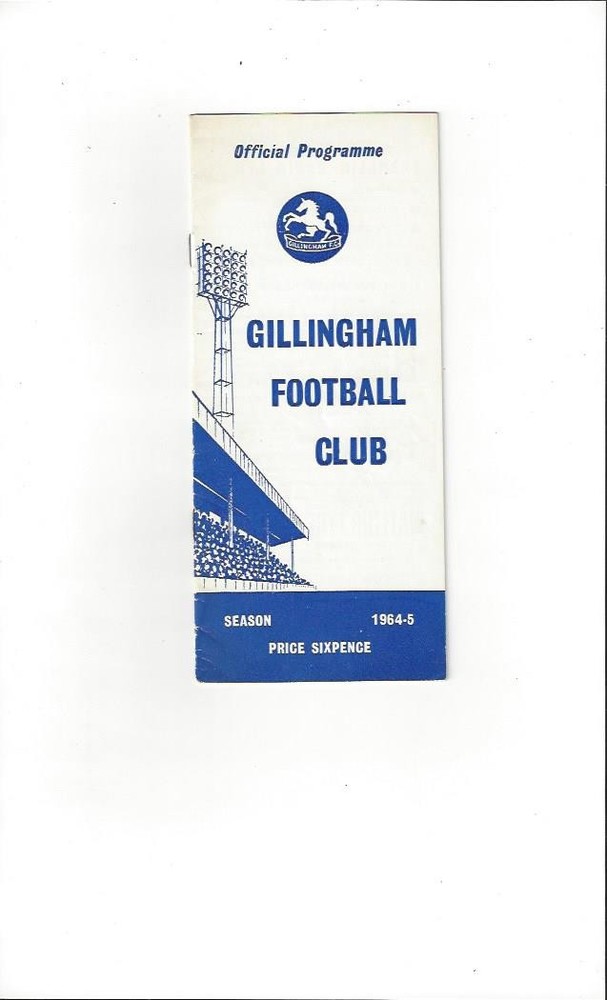 Official Programme
GILLINGHAM F.C.
GILLINGHAM
FOOTBALL
CLUB
SEASON 1964-5
PRICE SIXPENCE